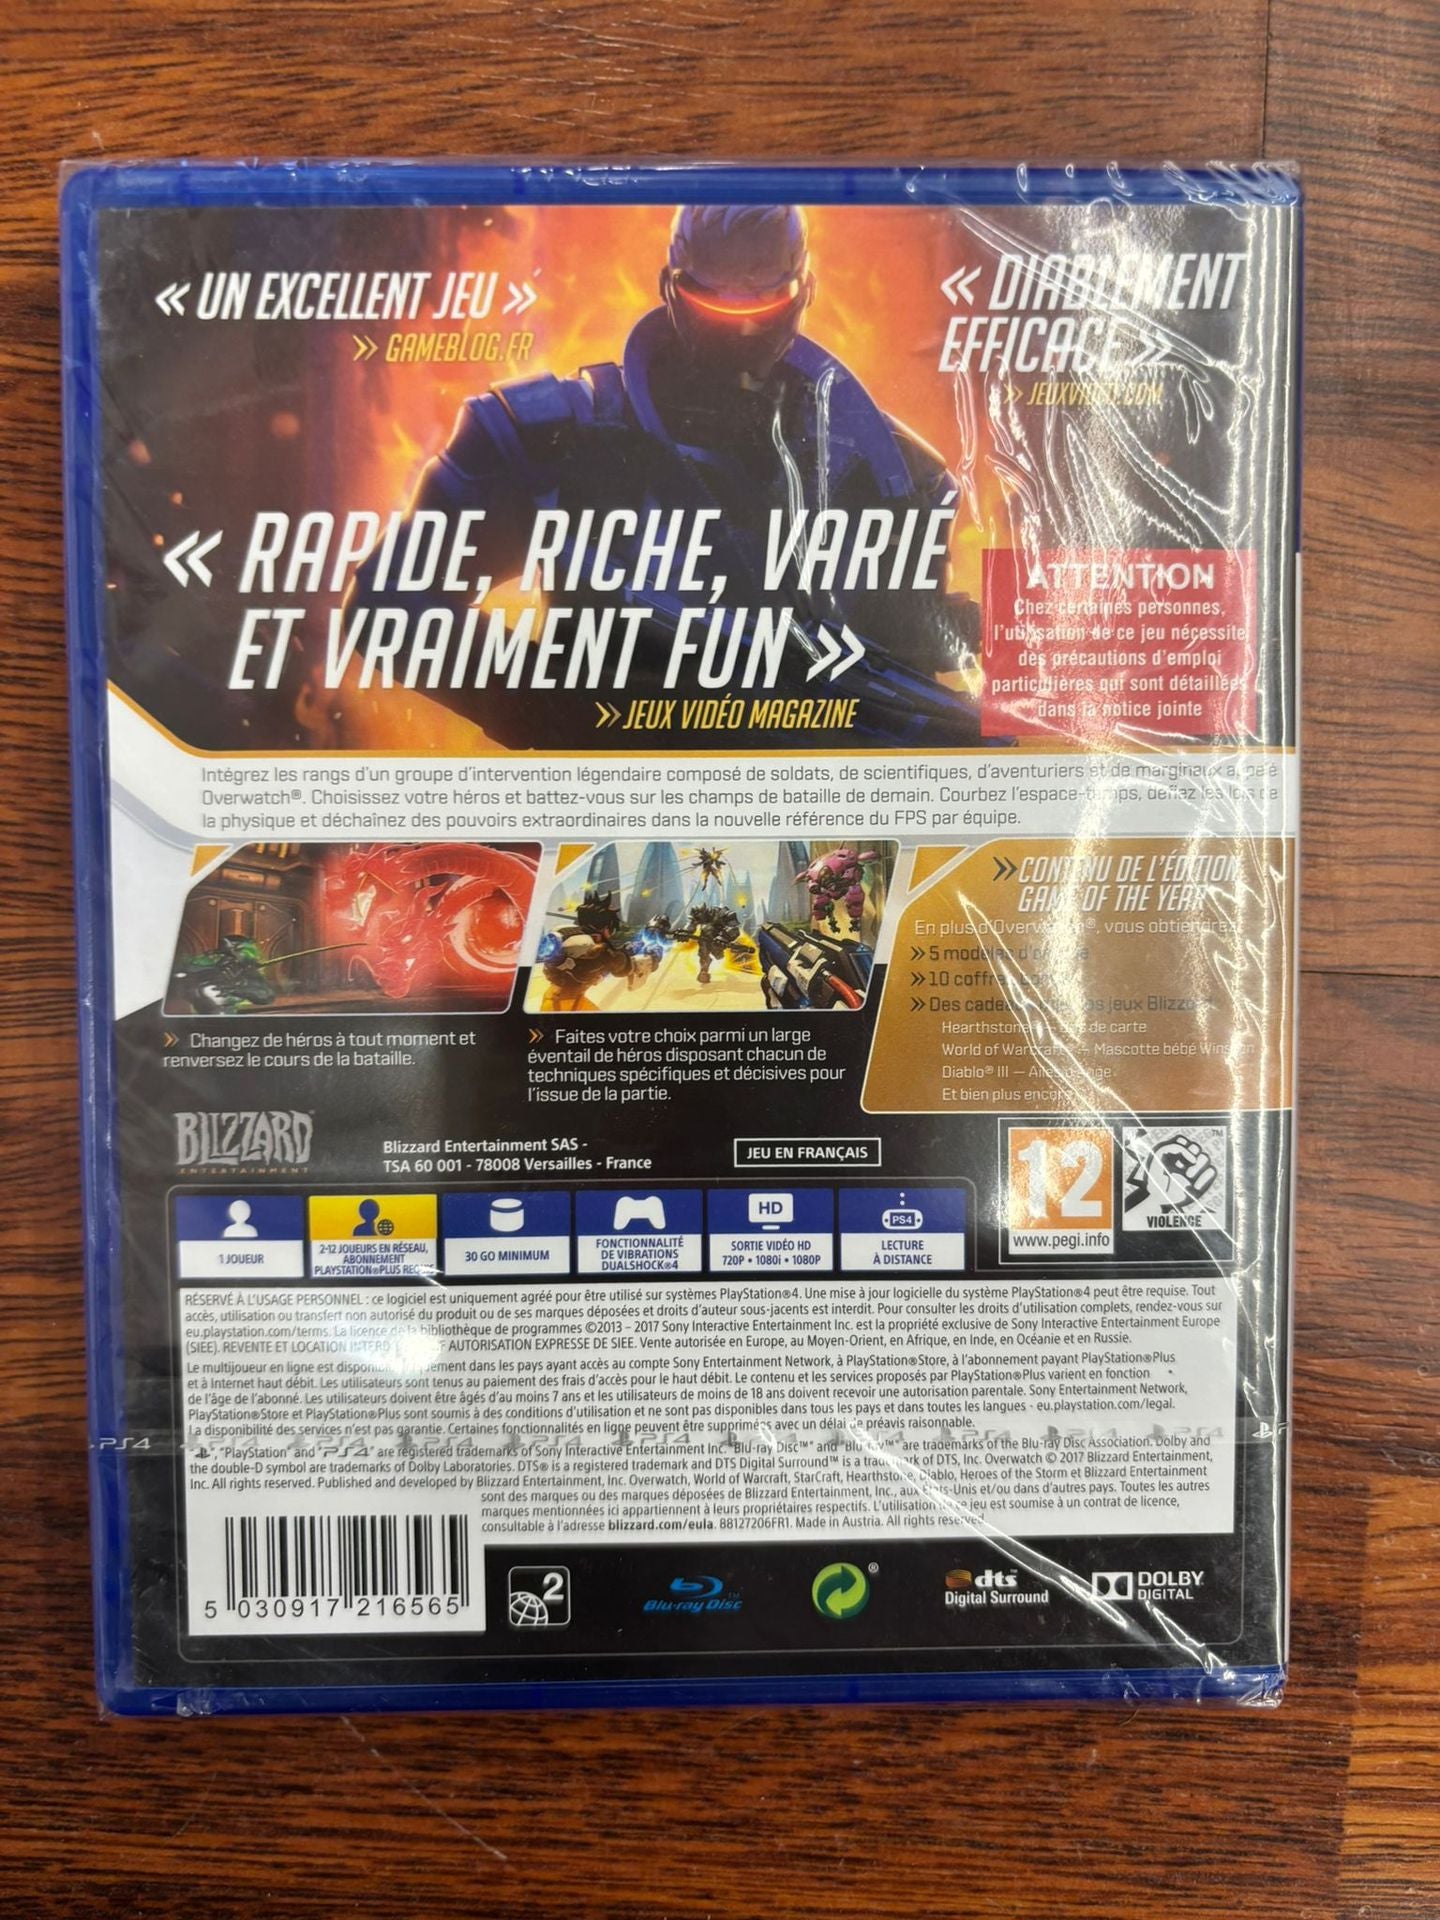 « UN EXCELLENT JEU »
» GAMEBLOG.FR
« DIABLEMENT
EFFICACE »
» JEUXVIDEO.COM
« RAPIDE, RICHE, VARIÉ
ET VRAIMENT FUN »
» JEUX VIDÉO MAGAZINE
ATTENTION
Chez certaines personnes,
l'utilisation de ce jeu nécessite
des précautions d'emploi
particulières qui sont détaillées
dans la notice jointe
Intégrez les rangs d'un groupe d'intervention légendaire composé de soldats, de scientifiques, d'aventuriers et de marginaux appelé
Overwatch®. Choisissez votre héros et battez-vous sur les champs de bataille de demain. Courbez l'espace-temps, défiez les lois de
la physique et déchaînez des pouvoirs extraordinaires dans la nouvelle référence du FPS par équipe.
» Changez de héros à tout moment et
renversez le cours de la bataille.
» Faites votre choix parmi un large
éventail de héros disposant chacun de
techniques spécifiques et décisives pour
l'issue de la partie.
» CONTENU DE L'ÉDITION
GAME OF THE YEAR
En plus d'Overwatch®, vous obtiendrez
» 5 modèles
» 10 coffres
» Des cadeaux jeux Blizzard
Hearthstone® — de carte
World of Warcraft® — Mascotte bébé Winston
Diablo® III — Ailes d'ange
Et bien plus encore
BLIZZARD
ENTERTAINMENT
Blizzard Entertainment SAS -
TSA 60 001 - 78008 Versailles - France
JEU EN FRANÇAIS
12
www.pegi.info
VIOLENCE
TM
1 JOUEUR
2-12 JOUEURS EN RÉSEAU,
ABONNEMENT
PLAYSTATION®PLUS REQUIS
30 GO MINIMUM
FONCTIONNALITÉ
DE VIBRATIONS
DUALSHOCK®4
HD
SORTIE VIDÉO HD
720P • 1080i • 1080P
PS4
LECTURE
À DISTANCE
RÉSERVÉ À L'USAGE PERSONNEL : ce logiciel est uniquement agréé pour être utilisé sur systèmes PlayStation®4. Une mise à jour logicielle du système PlayStation®4 peut être requise. Tout
accès, utilisation ou transfert non autorisé du produit ou de ses marques déposées et droits d'auteur sous-jacents est interdit. Pour consulter les droits d'utilisation complets, rendez-vous sur
eu.playstation.com/terms. La licence de la bibliothèque de programmes ©2013 - 2017 Sony Interactive Entertainment Inc. est la propriété exclusive de Sony Interactive Entertainment Europe
(SIEE). REVENTE ET LOCATION AUTORISATION EXPRESSE DE SIEE. Vente autorisée en Europe, au Moyen-Orient, en Afrique, en Inde, en Océanie et en Russie.
Le multijoueur en ligne est disponible uniquement dans les pays ayant accès au compte Sony Entertainment Network, à PlayStation®Store, à l'abonnement payant PlayStation®Plus
et à Internet haut débit. Les utilisateurs sont tenus au paiement des frais d'accès pour le haut débit. Le contenu et les services proposés par PlayStation®Plus varient en fonction
de l'âge de l'abonné. Les utilisateurs doivent être âgés d'au moins 7 ans et les utilisateurs de moins de 18 ans doivent recevoir une autorisation parentale. Sony Entertainment Network,
PlayStation®Store et PlayStation®Plus sont soumis à des conditions d'utilisation et ne sont pas disponibles dans tous les pays et dans toutes les langues - eu.playstation.com/legal.
La disponibilité des services n'est pas garantie. Certaines fonctionnalités en ligne peuvent être supprimées avec un délai de préavis raisonnable.
", "PlayStation" and "PS4" are registered trademarks of Sony Interactive Entertainment Inc. "Blu-ray Disc™" and "Blu-ray™" are trademarks of the Blu-ray Disc Association. Dolby and
the double-D symbol are trademarks of Dolby Laboratories. DTS® is a registered trademark and DTS Digital Surround™ is a trademark of DTS, Inc. Overwatch © 2017 Blizzard Entertainment,
Inc. All rights reserved. Published and developed by Blizzard Entertainment, Inc. Overwatch, World of Warcraft, StarCraft, Hearthstone, Diablo, Heroes of the Storm et Blizzard Entertainment
sont des marques ou des marques déposées de Blizzard Entertainment, Inc., aux États-Unis et/ou dans d'autres pays. Toutes les autres
marques mentionnées ici appartiennent à leurs propriétaires respectifs. L'utilisation de ce jeu est soumise à un contrat de licence,
consultable à l'adresse blizzard.com/eula. 88127206FR1. Made in Austria. All rights reserved.
5 030917 216565
2
Blu-ray Disc™
®
dts™
Digital Surround
DOLBY
DIGITAL